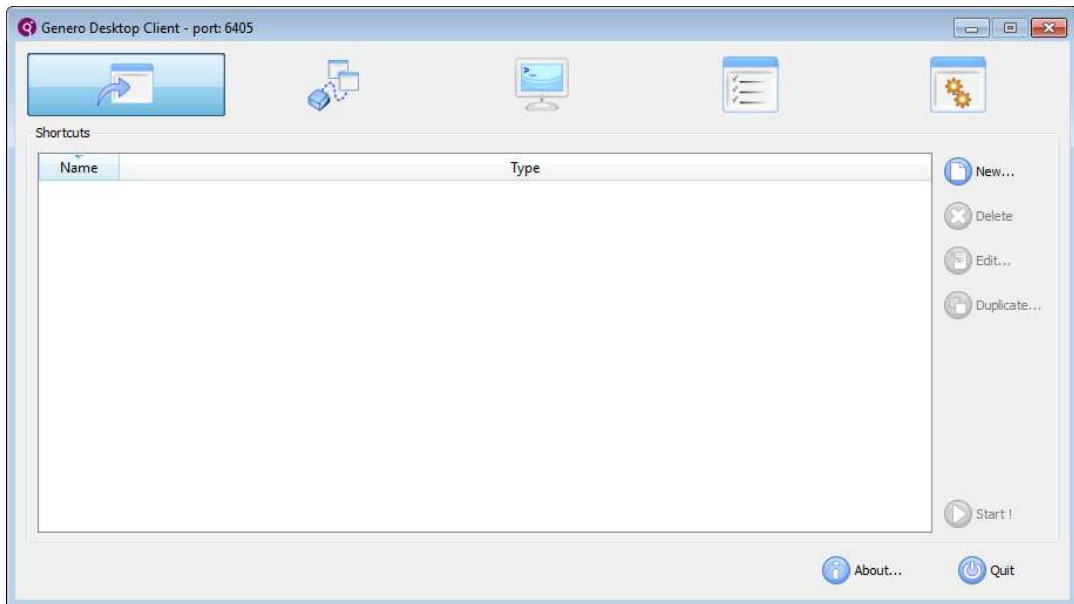 Genero Desktop Client - port: 6405
Shortcuts
Name Type
New...
Delete
Edit...
Duplicate...
Start !
About... Quit